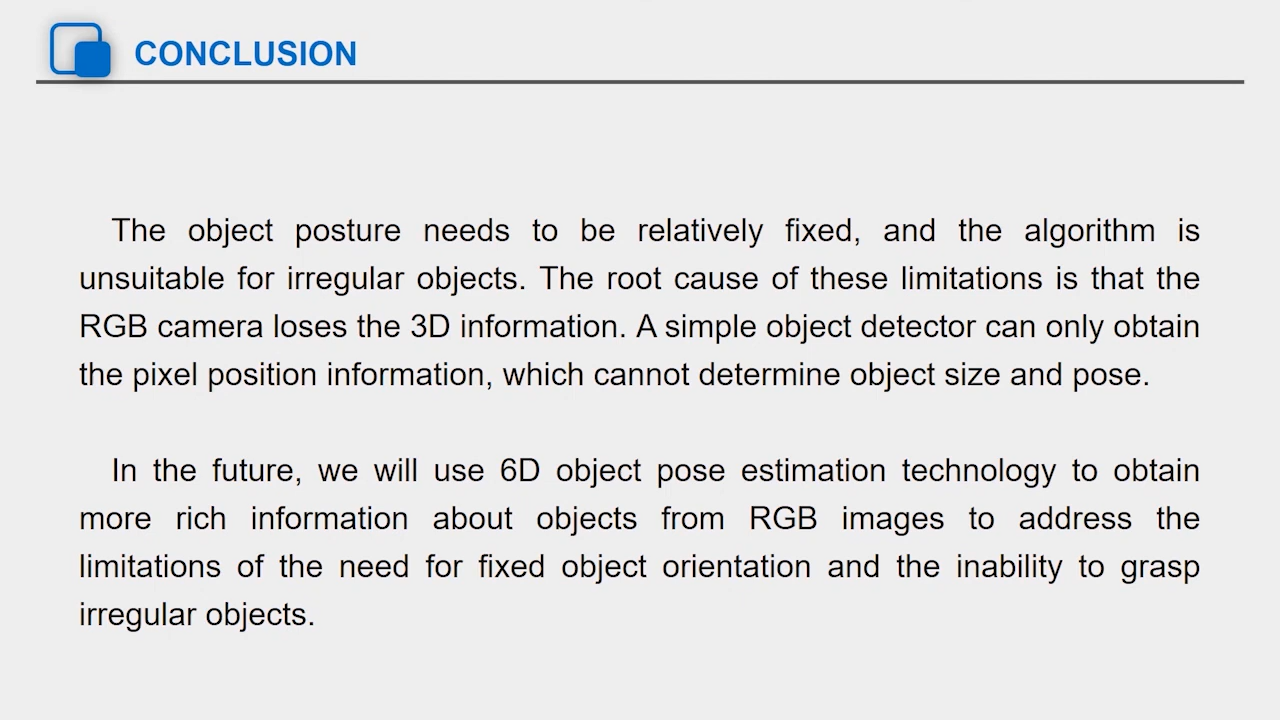 CONCLUSION
The object posture needs to be relatively fixed, and the algorithm is
unsuitable for irregular objects. The root cause of these limitations is that the
RGB camera loses the 3D information. A simple object detector can only obtain
the pixel position information, which cannot determine object size and pose.
In the future, we will use 6D object pose estimation technology to obtain
more rich information about objects from RGB images to address the
limitations of the need for fixed object orientation and the inability to grasp
irregular objects.